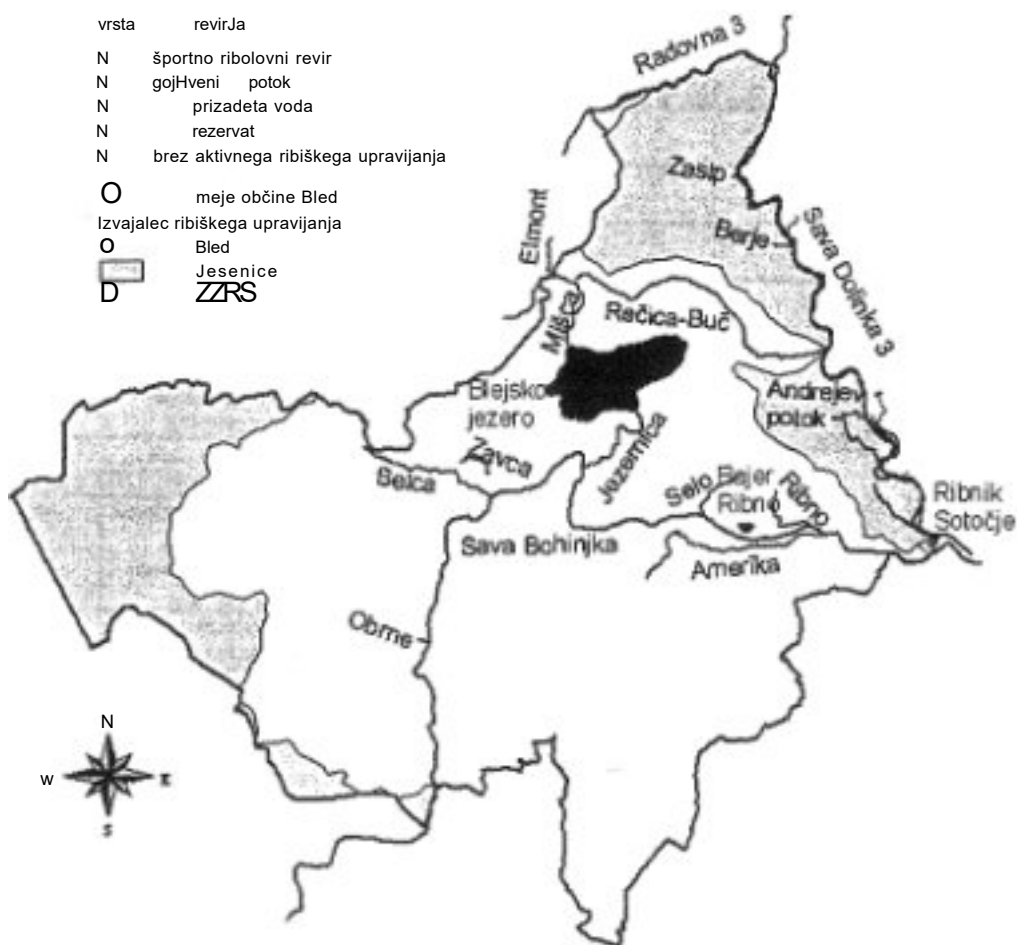 vrsta revirJa
N športno ribolovni revir
N gojHveni potok
N prizadeta voda
N rezervat
N brez aktivnega ribiškega upravijanja
O meje občine Bled
Izvajalec ribiškega upravijanja
o Bled
Jesenice
D ZZRS
Radovna 3
Zasip
Elmont
Berje
Sava Dolinka 3
Mišca
Račica-Buč
Blejsko
jezero
Andrejev
potok
Zavca
Belca
Jezernica
Selo
Bajer
Ribno
Ribno
Ribnik
Sotočje
Sava Bohinjka
Amerika
Obrne
N
w E
s